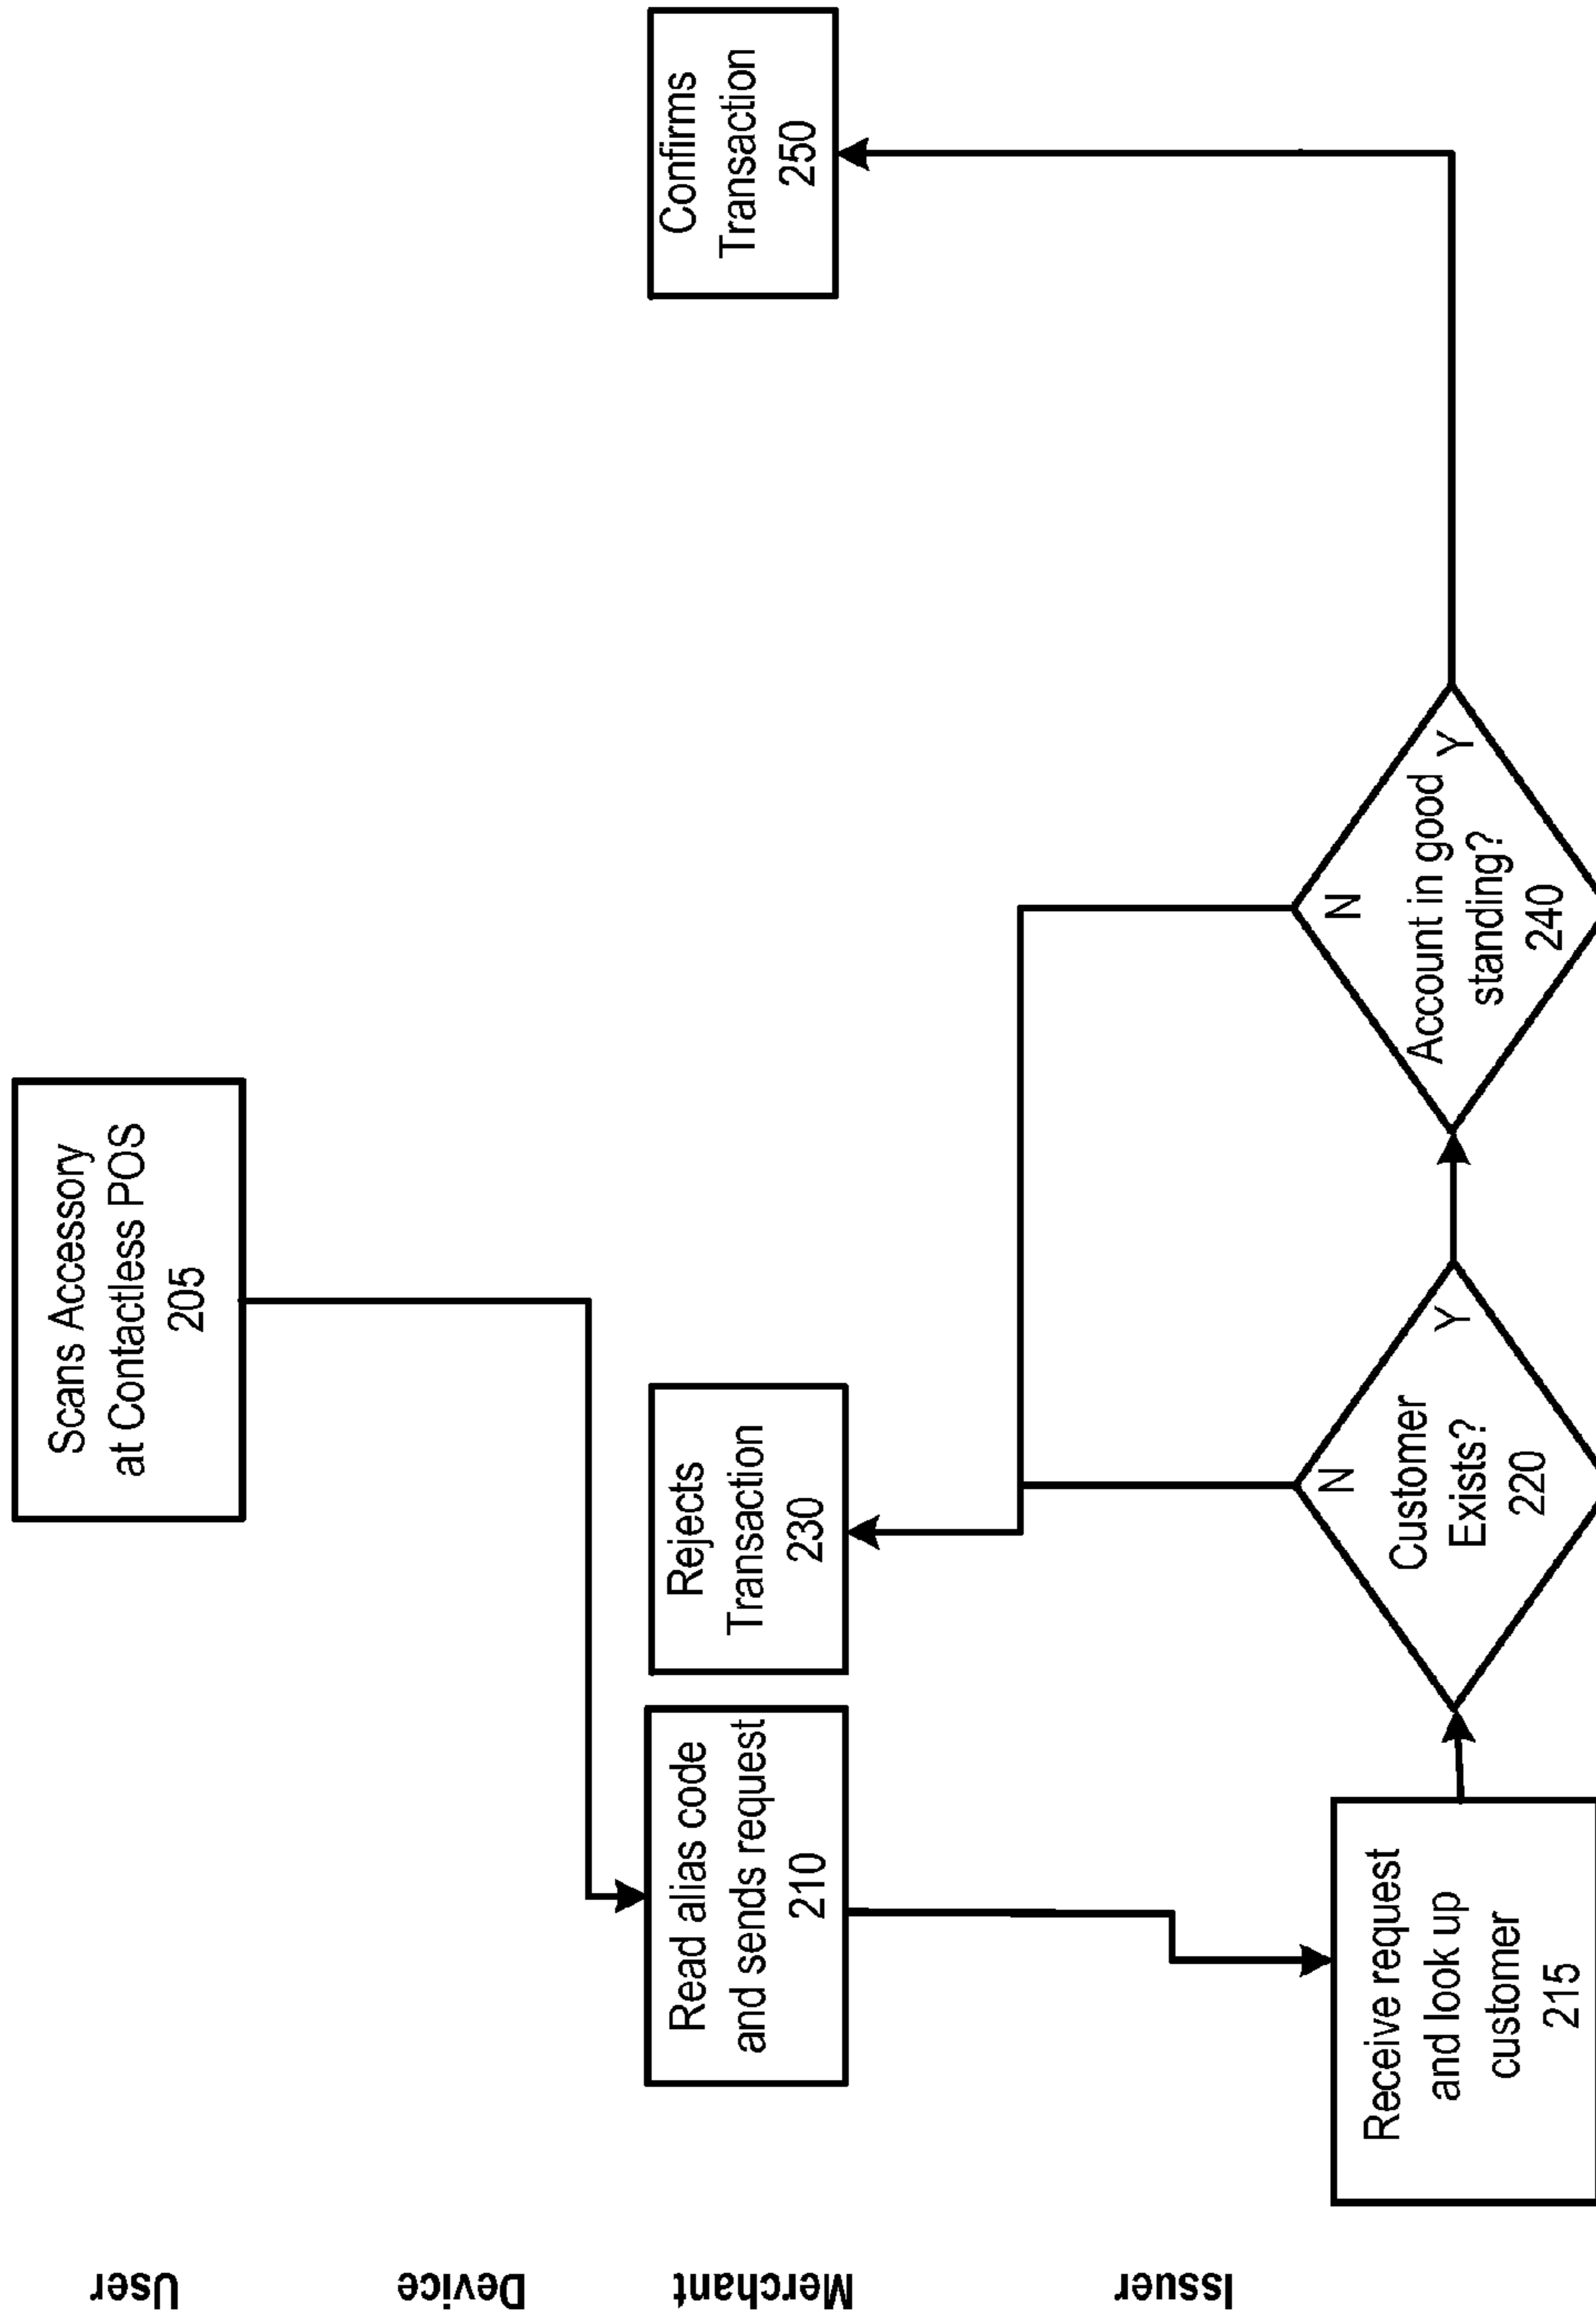 User
Scans Accessory
at Contactless POS
205
Device
Merchant
Read alias code
and sends request
210
Rejects
Transaction
230
Confirms
Transaction
250
Issuer
Receive request
and look up
customer
215
N
Customer
Exists?
220
Y
N
Account in good
standing?
240
Y